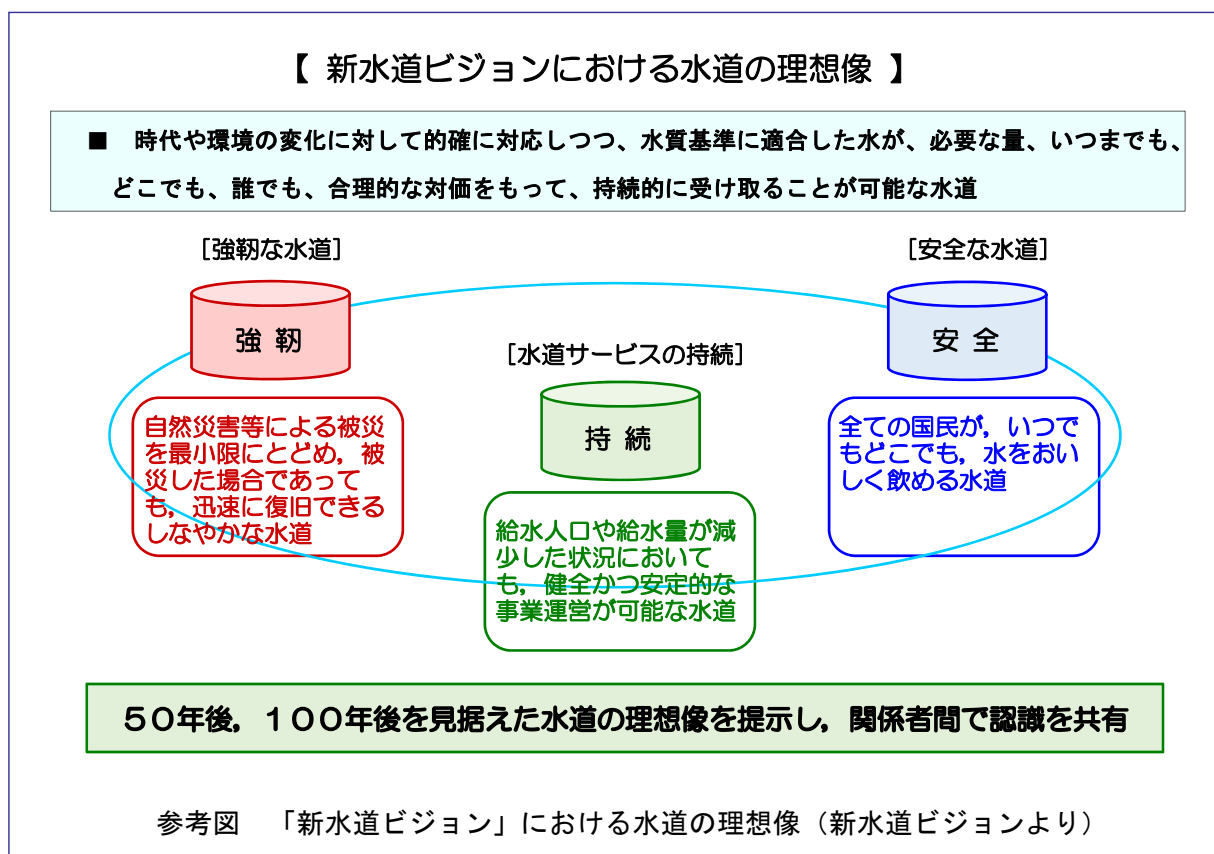 【 新水道ビジョンにおける水道の理想像 】
■ 時代や環境の変化に対して的確に対応しつつ、水質基準に適合した水が、必要な量、いつまでも、
どこでも、誰でも、合理的な対価をもって、持続的に受け取ることが可能な水道
[強靭な水道]
強 靭
自然災害等による被災
を最小限にとどめ，被
災した場合であって
も，迅速に復旧できる
しなやかな水道
[水道サービスの持続]
持 続
給水人口や給水量が減
少した状況において
も，健全かつ安定的な
事業運営が可能な水道
[安全な水道]
安 全
全ての国民が，いつで
もどこでも，水をおい
しく飲める水道
５０年後，１００年後を見据えた水道の理想像を提示し，関係者間で認識を共有
参考図　「新水道ビジョン」における水道の理想像（新水道ビジョンより）